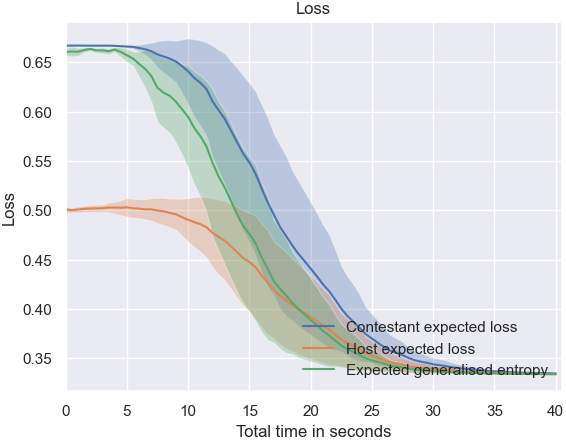 Loss
0.65
0.60
0.55
0.50
0.45
0.40
0.35
Loss
Contestant expected loss
Host expected loss
Expected generalised entropy
0 5 10 15 20 25 30 35 40
Total time in seconds